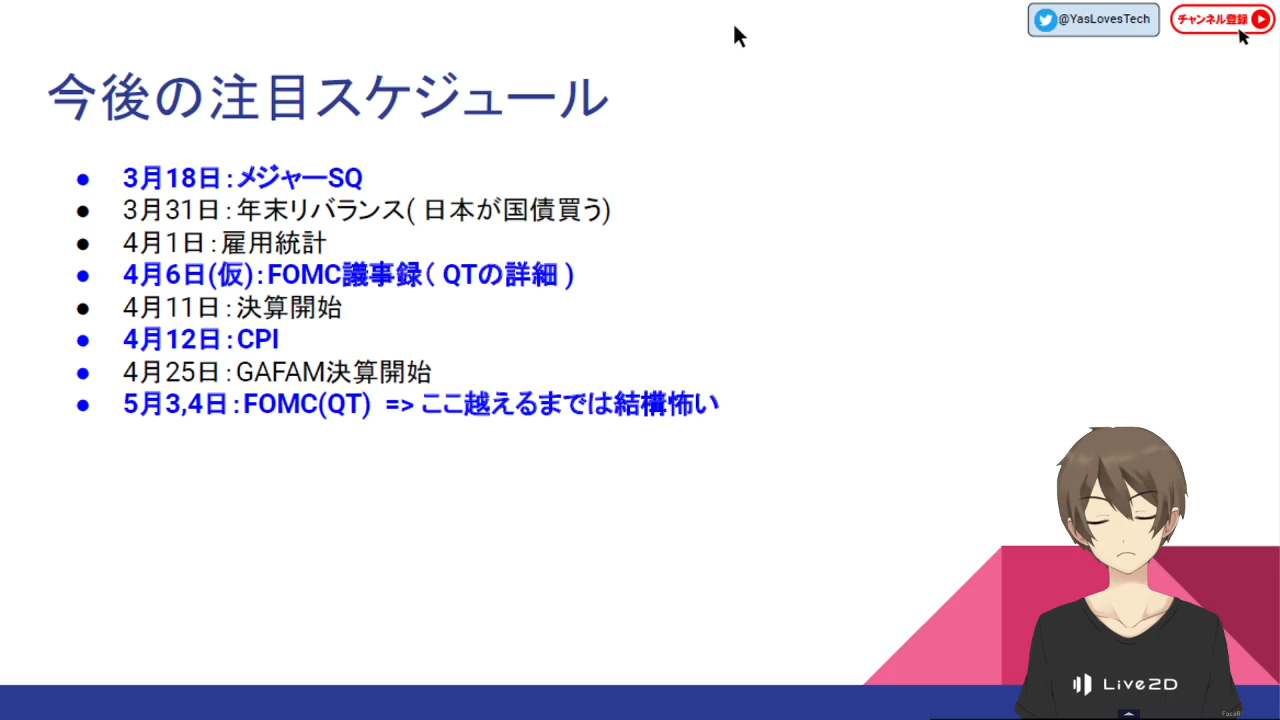 @YasLovesTech
チャンネル登録
今後の注目スケジュール
● 3月18日：メジャーSQ
● 3月31日：年末リバランス( 日本が国債買う)
● 4月1日：雇用統計
● 4月6日(仮)：FOMC議事録（ QTの詳細 )
● 4月11日：決算開始
● 4月12日：CPI
● 4月25日：GAFAM決算開始
● 5月3,4日：FOMC(QT) => ここ越えるまでは結構怖い
Live2D
FaceRig